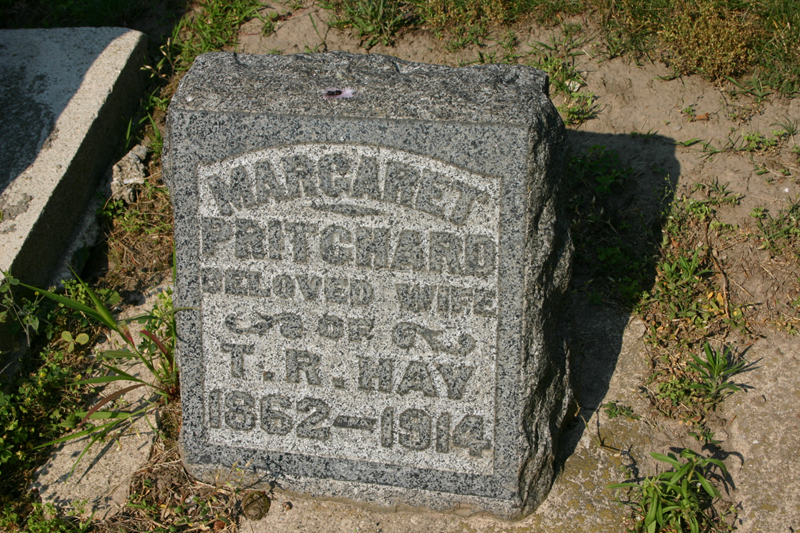 MARGARET
PRITCHARD
BELOVED WIFE
OF
T. R. HAY
1862–1914